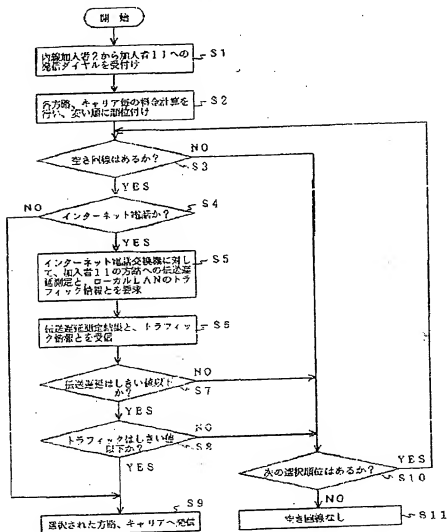 開始
内線加入者2から加入者11への
発信ダイヤルを受付け
S1
各方路、キャリア毎の料金計算を
行い、安い順に順位付け
S2
空き回線はあるか?
NO
S3
YES
NO
インターネット電話か?
S4
YES
インターネット電話交換機に対し
て、加入者11の方路への伝送遅
延測定と、ローカルLANのトラ
フィック情報とを要求
S5
伝送遅延測定結果と、トラフィッ
ク情報とを受信
S6
伝送遅延はしきい値以下
か?
NO
S7
YES
トラフィックはしきい値
以下か?
NO
S8
YES
次の選択順位はあるか?
YES
S10
NO
選択された方路、キャリアへ発信
S9
空き回線なし
S11